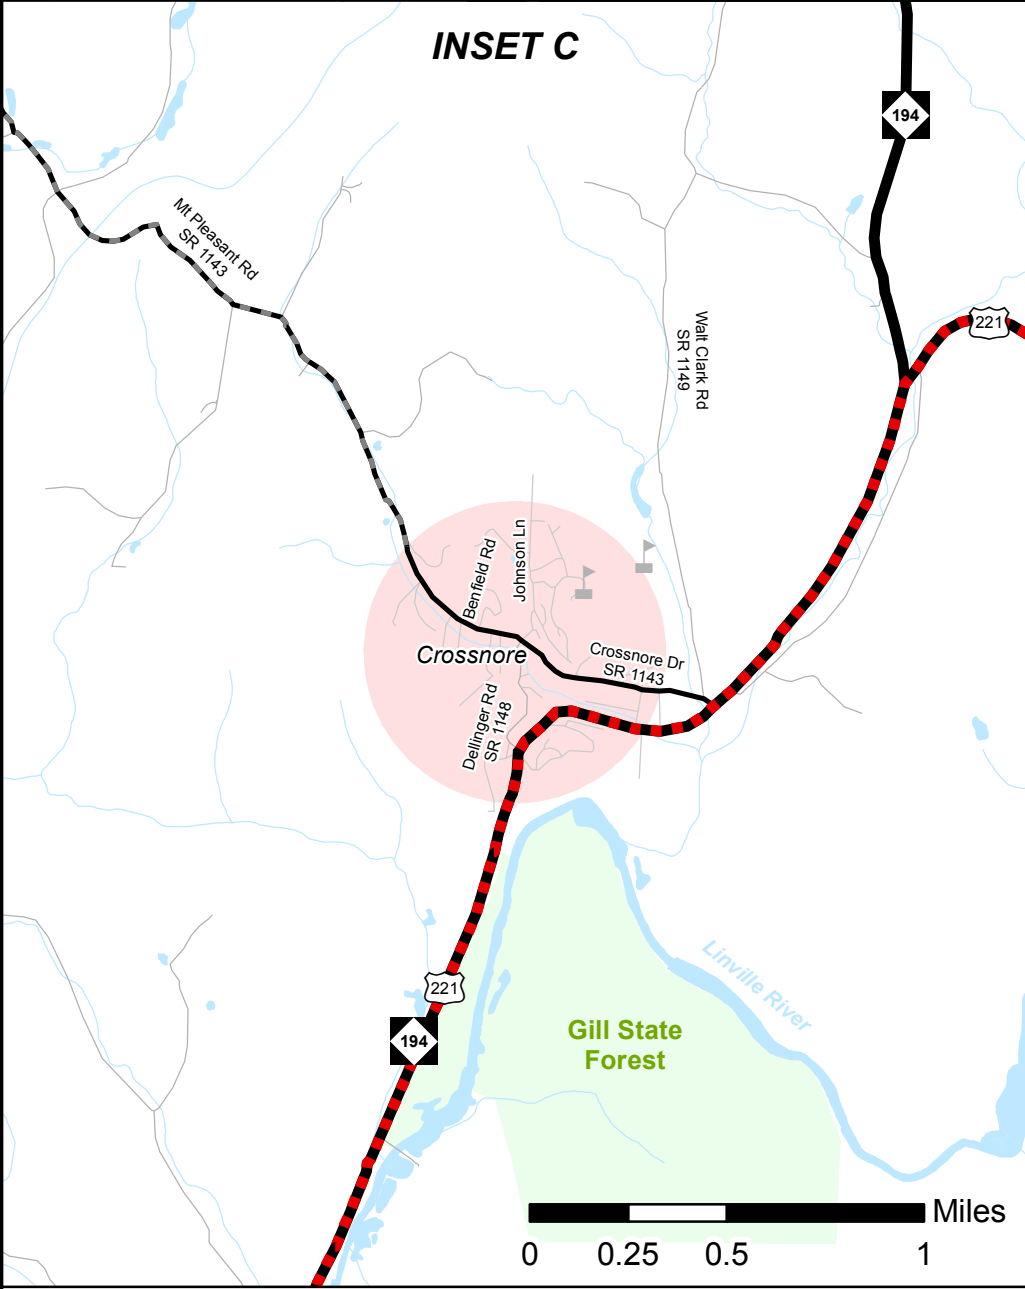 INSET C
194
Mt Pleasant Rd
SR 1143
221
Walt Clark Rd
SR 1149
Johnson Ln
Benfield Rd
Crossnore
Crossnore Dr
SR 1143
Dellinger Rd
SR 1148
Linville River
221
194
Gill State
Forest
Miles
0 0.25 0.5 1